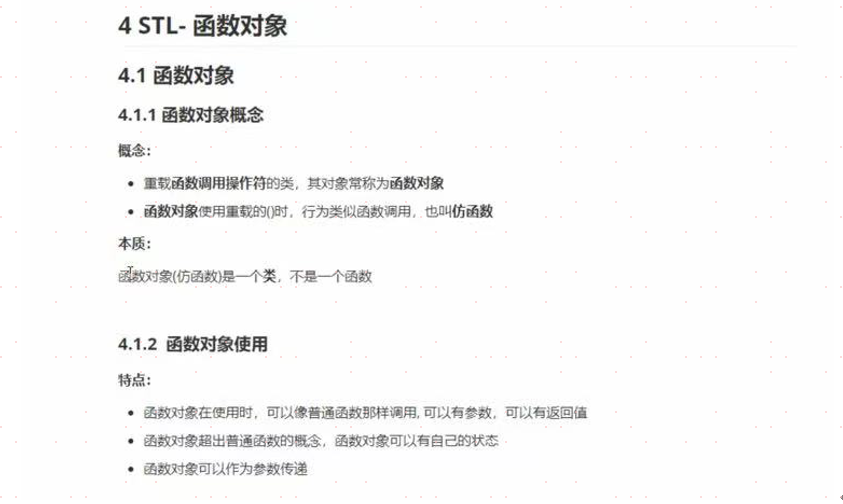 4 STL- 函数对象
4.1 函数对象
4.1.1 函数对象概念
概念：
• 重载函数调用操作符的类，其对象常称为函数对象
• 函数对象使用重载的()时，行为类似函数调用，也叫仿函数
本质：
函数对象(仿函数)是一个类，不是一个函数
4.1.2 函数对象使用
特点：
• 函数对象在使用时，可以像普通函数那样调用, 可以有参数，可以有返回值
• 函数对象超出普通函数的概念，函数对象可以有自己的状态
• 函数对象可以作为参数传递